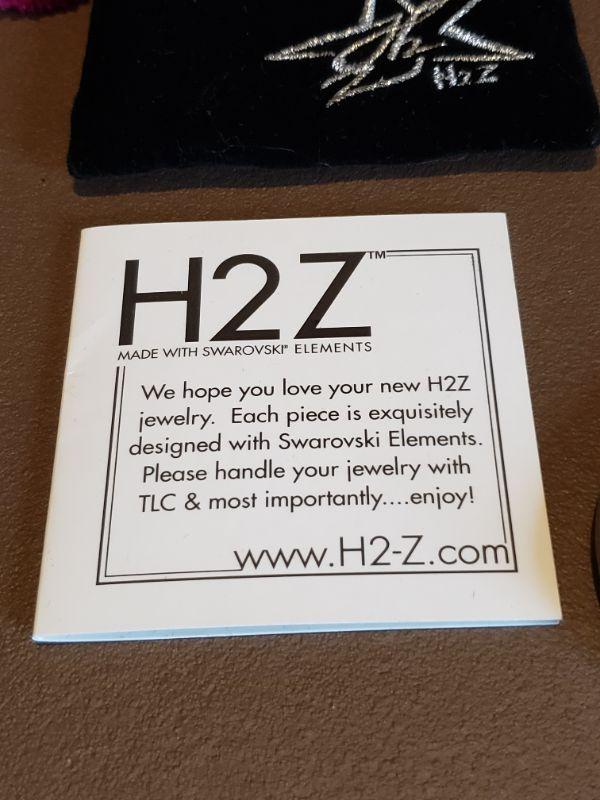 H2Z
H2Z™
MADE WITH SWAROVSKI® ELEMENTS
We hope you love your new H2Z
jewelry. Each piece is exquisitely
designed with Swarovski Elements.
Please handle your jewelry with
TLC & most importantly....enjoy!
www.H2-Z.com